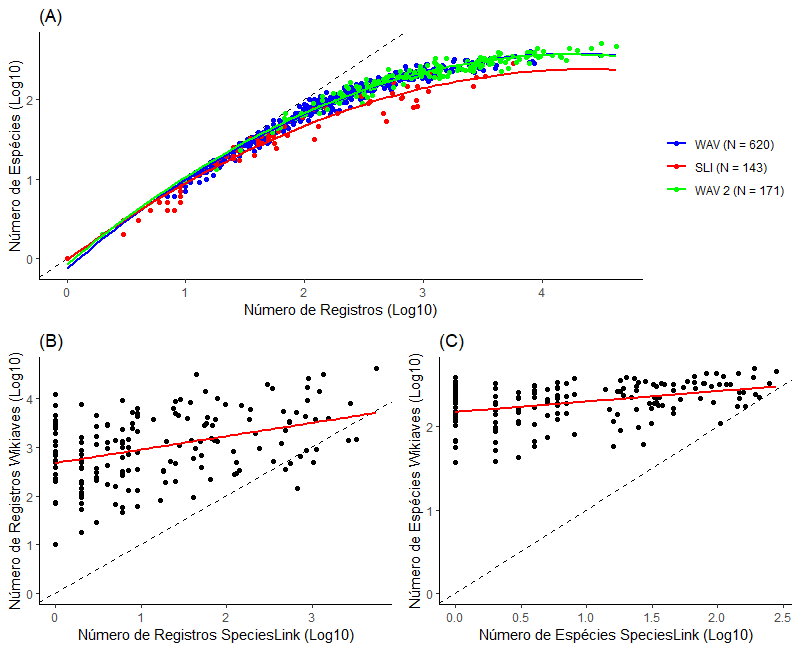 (A)
Número de Espécies (Log10)
2
1
0
0 1 2 3 4
Número de Registros (Log10)
WAV (N = 620)
SLI (N = 143)
WAV 2 (N = 171)
(B)
Número de Registros Wikiaves (Log10)
4
3
2
1
0
0 1 2 3
Número de Registros SpeciesLink (Log10)
(C)
Número de Espécies Wikiaves (Log10)
2
1
0
0.0 0.5 1.0 1.5 2.0 2.5
Número de Espécies SpeciesLink (Log10)